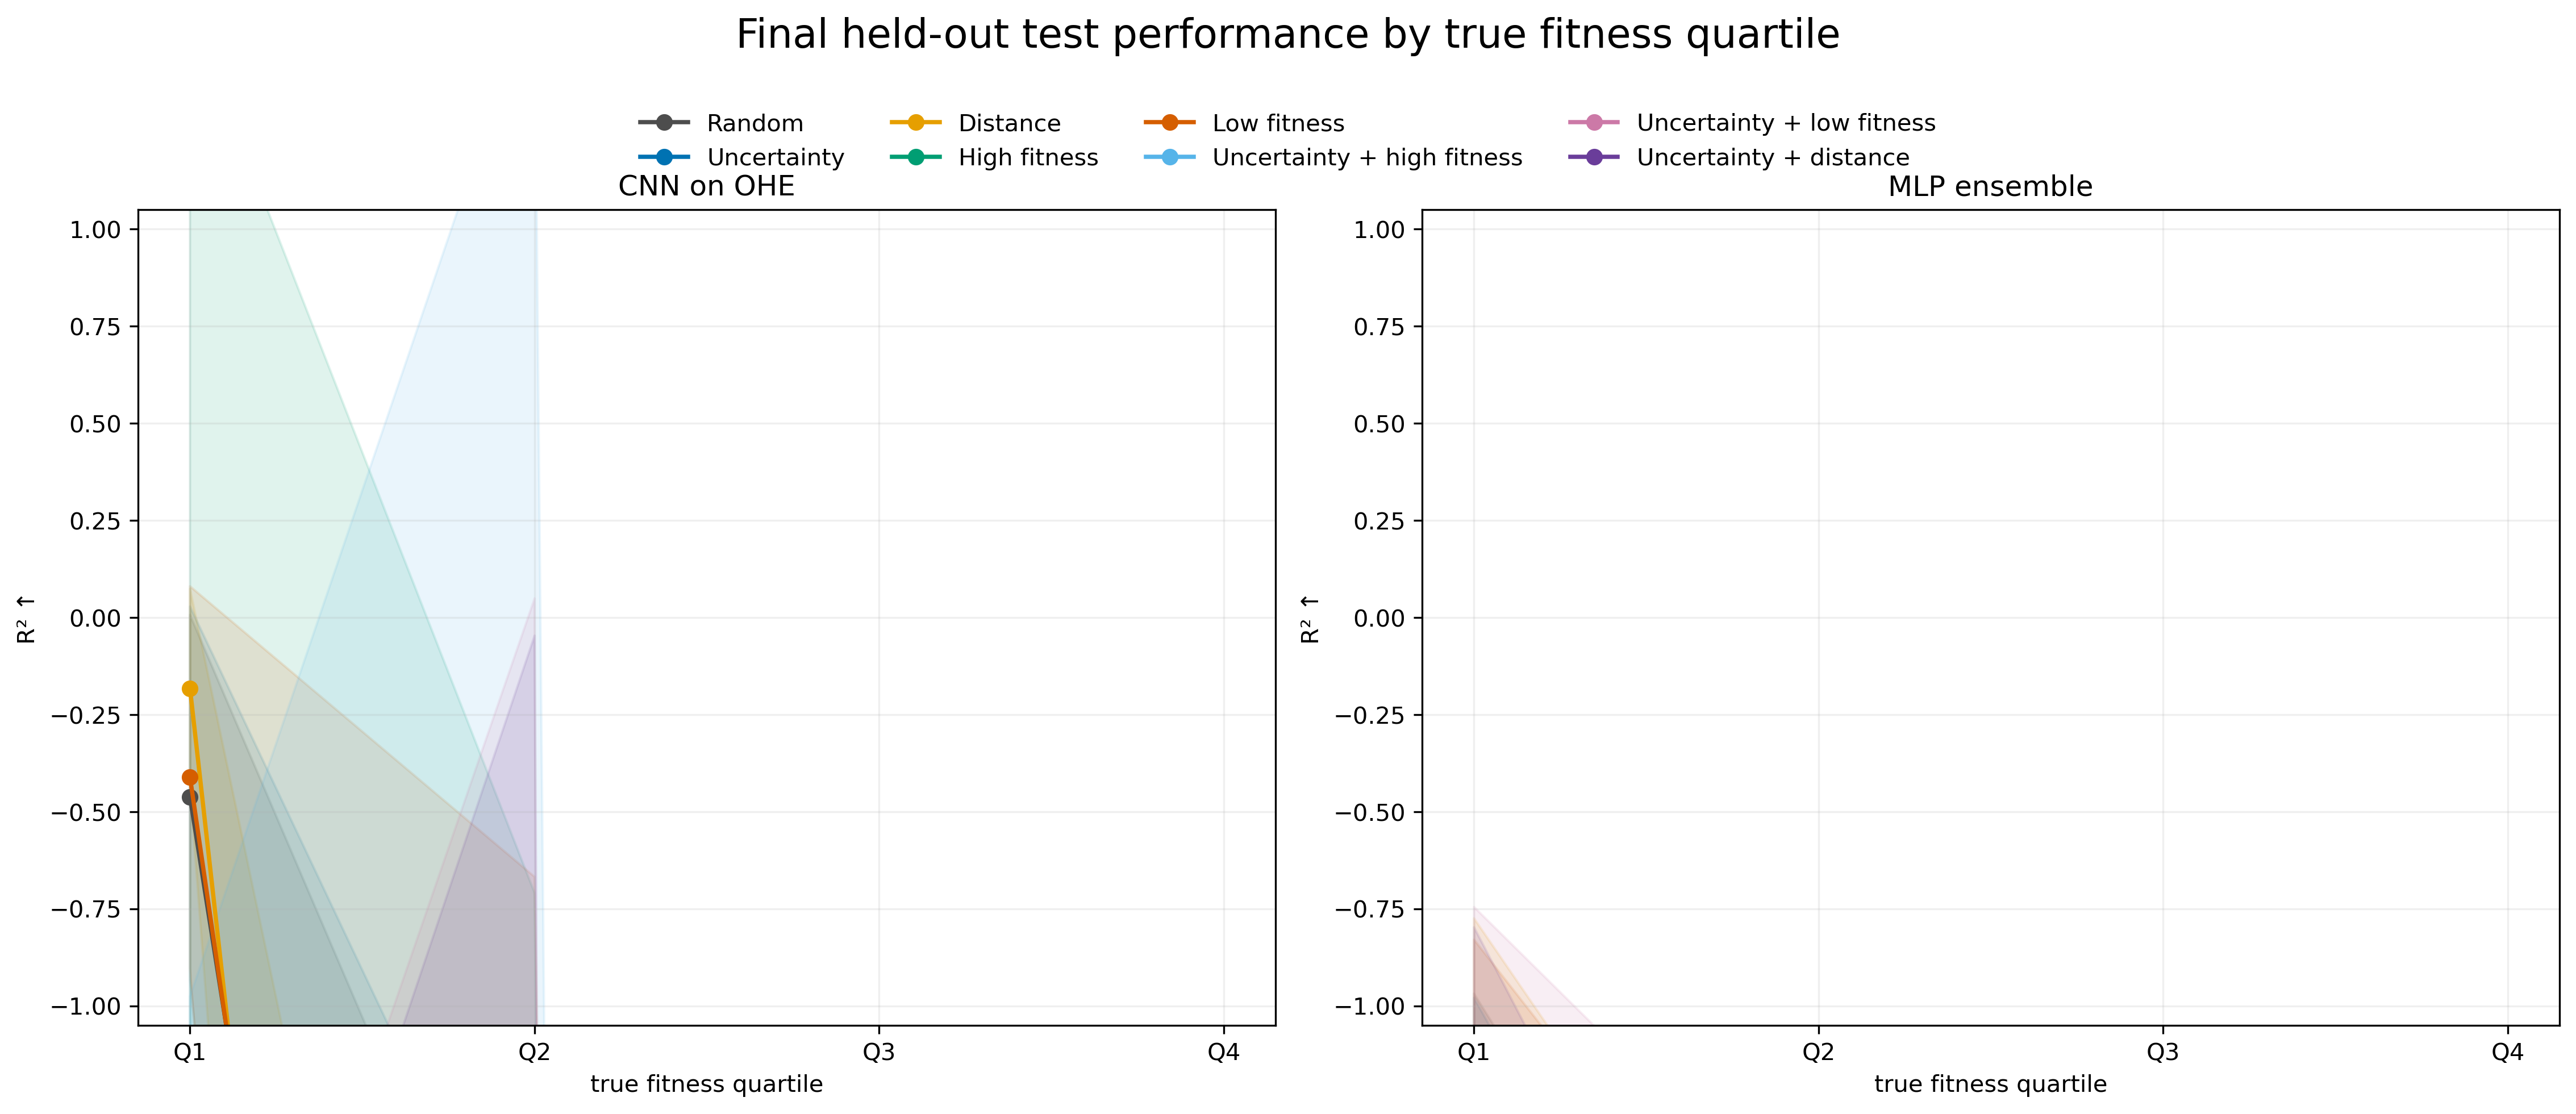 Final held-out test performance by true fitness quartile
Random
Distance
Low fitness
Uncertainty + low fitness
Uncertainty
High fitness
Uncertainty + high fitness
Uncertainty + distance
CNN on OHE
1.00
0.75
0.50
0.25
0.00
−0.25
−0.50
−0.75
−1.00
R² ↑
Q1
Q2
Q3
Q4
true fitness quartile
MLP ensemble
1.00
0.75
0.50
0.25
0.00
−0.25
−0.50
−0.75
−1.00
R² ↑
Q1
Q2
Q3
Q4
true fitness quartile